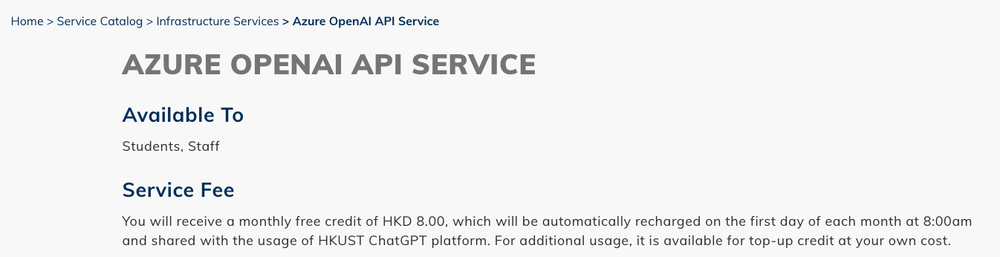 Home > Service Catalog > Infrastructure Services > Azure OpenAI API Service
AZURE OPENAI API SERVICE
Available To
Students, Staff
Service Fee
You will receive a monthly free credit of HKD 8.00, which will be automatically recharged on the first day of each month at 8:00am
and shared with the usage of HKUST ChatGPT platform. For additional usage, it is available for top-up credit at your own cost.